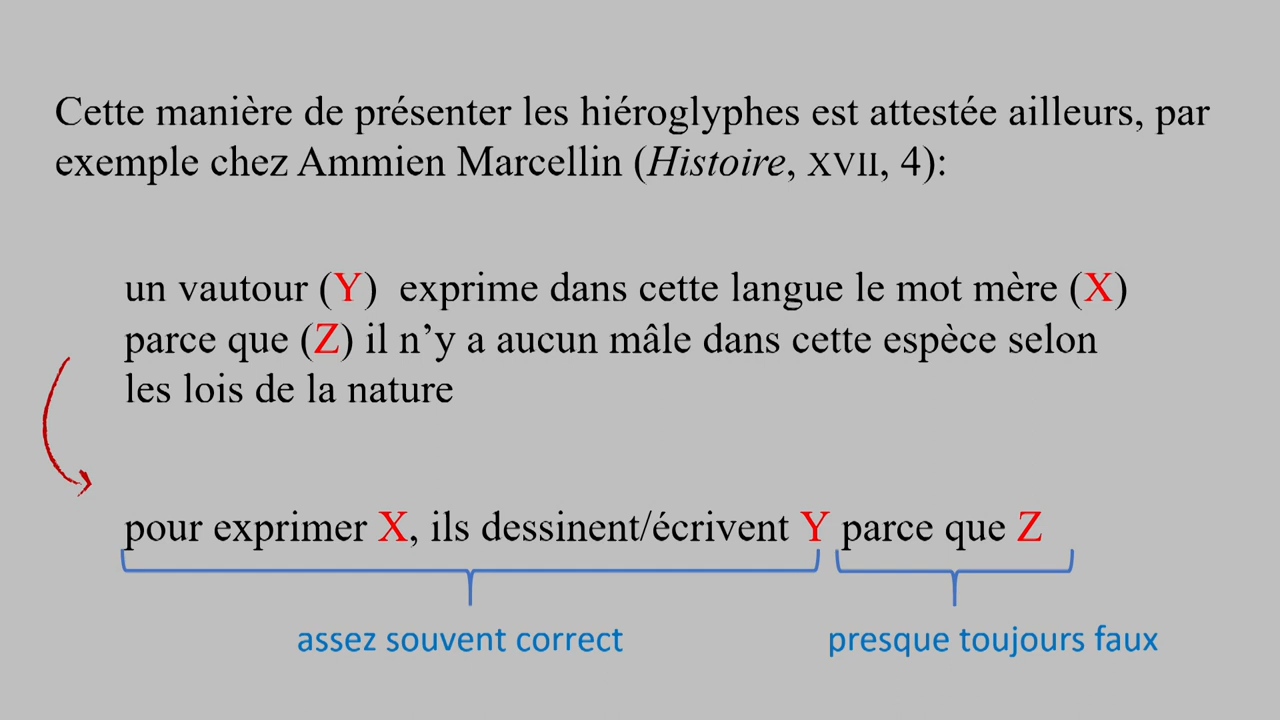 Cette manière de présenter les hiéroglyphes est attestée ailleurs, par
exemple chez Ammien Marcellin (Histoire, XVII, 4):
un vautour (Y) exprime dans cette langue le mot mère (X)
parce que (Z) il n’y a aucun mâle dans cette espèce selon
les lois de la nature
pour exprimer X, ils dessinent/écrivent Y parce que Z
assez souvent correct
presque toujours faux